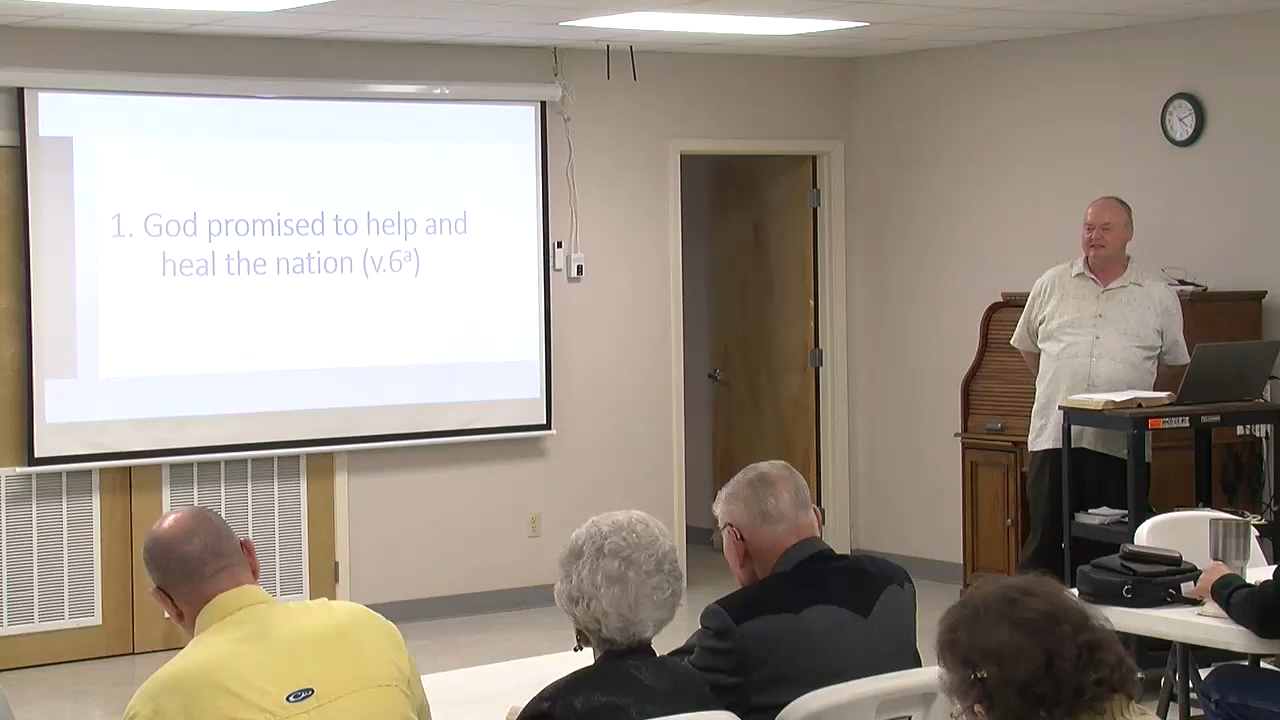 1. God promised to help and
heal the nation (v.6ᵃ)